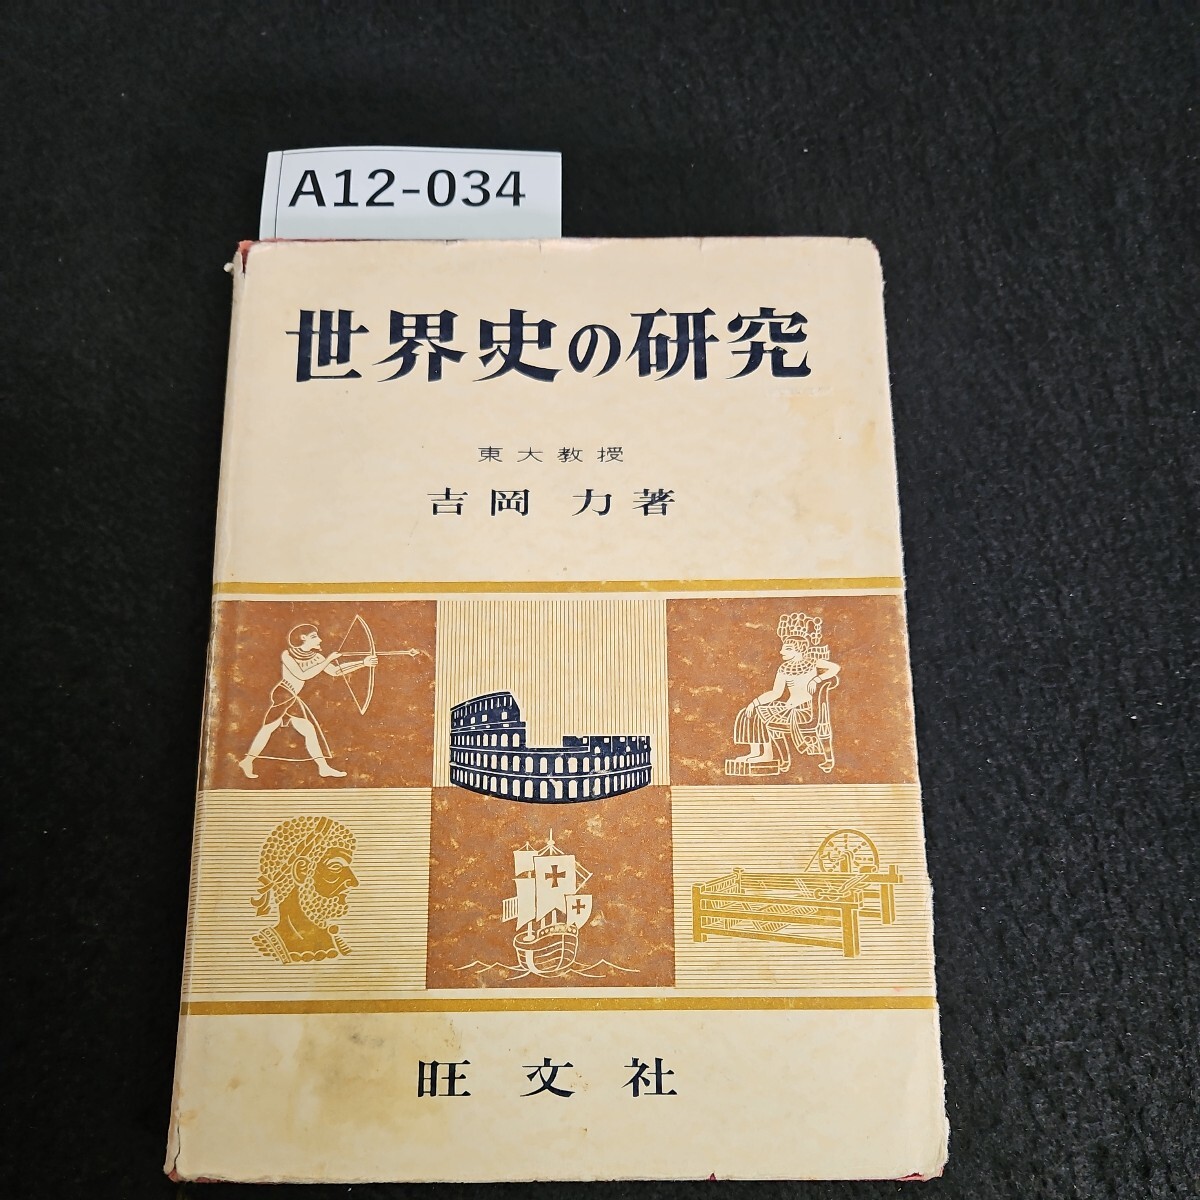 A12-034
世界史の研究
東大教授
吉岡 力著
旺文社